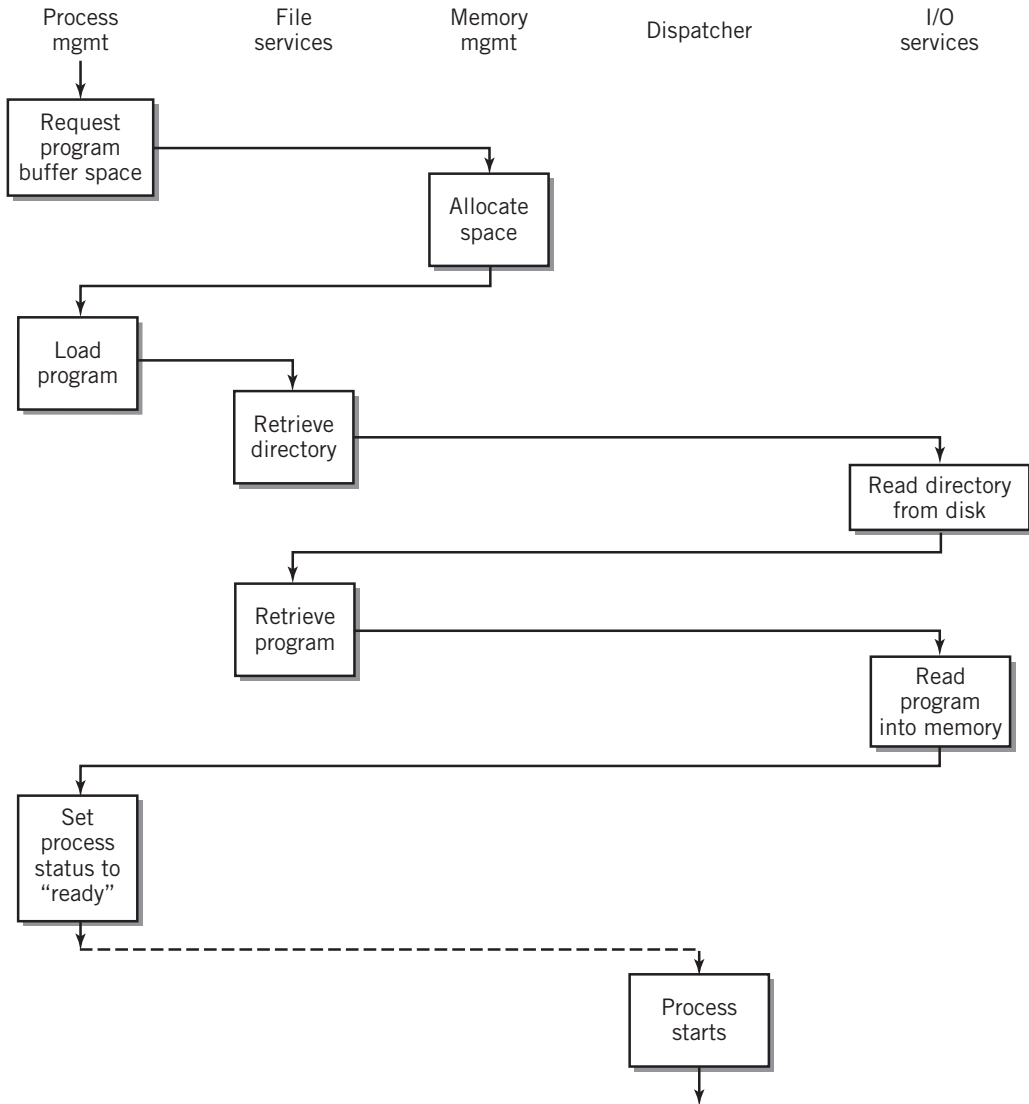 Process
mgmt
File
services
Memory
mgmt
Dispatcher
I/O
services
Request
program
buffer space
Allocate
space
Load
program
Retrieve
directory
Read directory
from disk
Retrieve
program
Read
program
into memory
Set
process
status to
“ready”
Process
starts